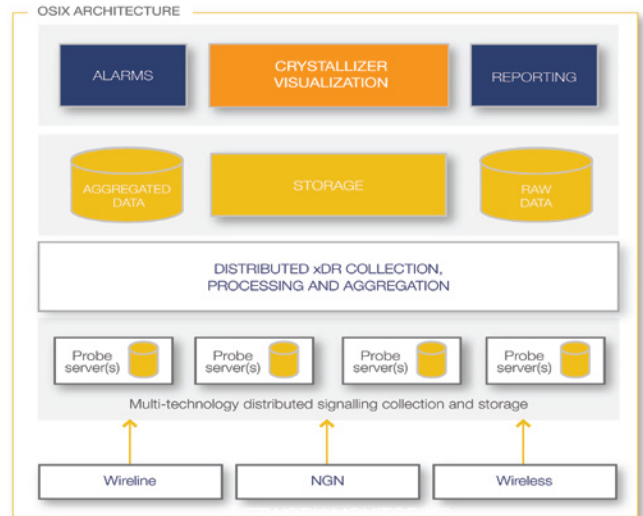 OSIX ARCHITECTURE
ALARMS
CRYSTALLIZER
VISUALIZATION
REPORTING
AGGREGATED
DATA
STORAGE
RAW
DATA
DISTRIBUTED xDR COLLECTION,
PROCESSING AND AGGREGATION
Probe
server(s)
Probe
server(s)
Probe
server(s)
Probe
server(s)
Multi-technology distributed signalling collection and storage
Wireline
NGN
Wireless